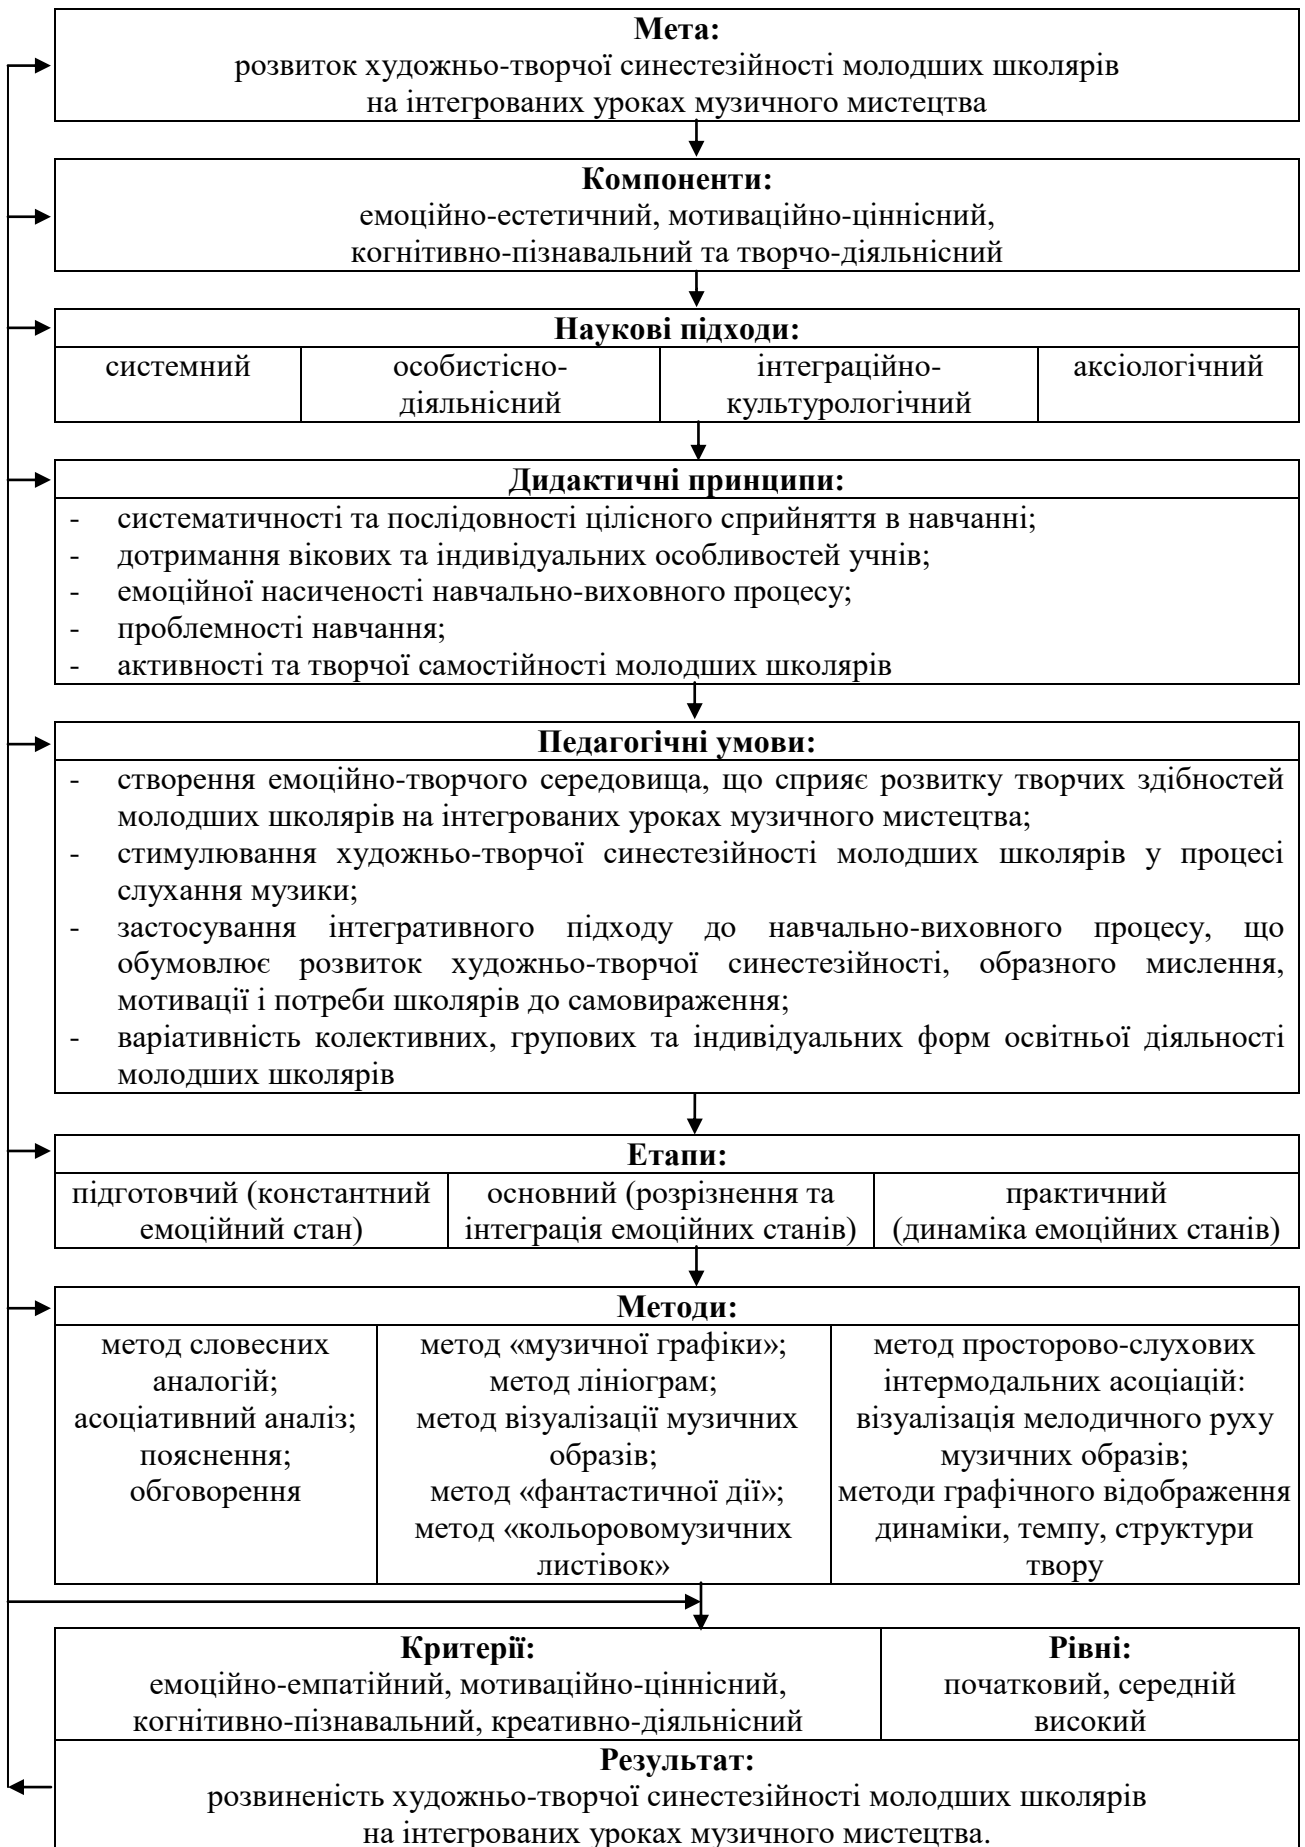 Мета:
розвиток художньо-творчої синестезійності молодших школярів
на інтегрованих уроках музичного мистецтва
Компоненти:
емоційно-естетичний, мотиваційно-ціннісний,
когнітивно-пізнавальний та творчо-діяльнісний
Наукові підходи:
системний
особистісно-
діяльнісний
інтеграційно-
культурологічний
аксіологічний
Дидактичні принципи:
- систематичності та послідовності цілісного сприйняття в навчанні;
- дотримання вікових та індивідуальних особливостей учнів;
- емоційної насиченості навчально-виховного процесу;
- проблемності навчання;
- активності та творчої самостійності молодших школярів
Педагогічні умови:
- створення емоційно-творчого середовища, що сприяє розвитку творчих здібностей
молодших школярів на інтегрованих уроках музичного мистецтва;
- стимулювання художньо-творчої синестезійності молодших школярів у процесі
слухання музики;
- застосування інтегративного підходу до навчально-виховного процесу, що
обумовлює розвиток художньо-творчої синестезійності, образного мислення,
мотивації і потреби школярів до самовираження;
- варіативність колективних, групових та індивідуальних форм освітньої діяльності
молодших школярів
Етапи:
підготовчий (константний
емоційний стан)
основний (розрізнення та
інтеграція емоційних станів)
практичний
(динаміка емоційних станів)
Методи:
метод словесних
аналогій;
асоціативний аналіз;
пояснення;
обговорення
метод «музичної графіки»;
метод лініограм;
метод візуалізації музичних
образів;
метод «фантастичної дії»;
метод «кольоровомузичних
листівок»
метод просторово-слухових
інтермодальних асоціацій:
візуалізація мелодичного руху
музичних образів;
методи графічного відображення
динаміки, темпу, структури
твору
Критерії:
емоційно-емпатійний, мотиваційно-ціннісний,
когнітивно-пізнавальний, креативно-діяльнісний
Рівні:
початковий, середній
високий
Результат:
розвиненість художньо-творчої синестезійності молодших школярів
на інтегрованих уроках музичного мистецтва.